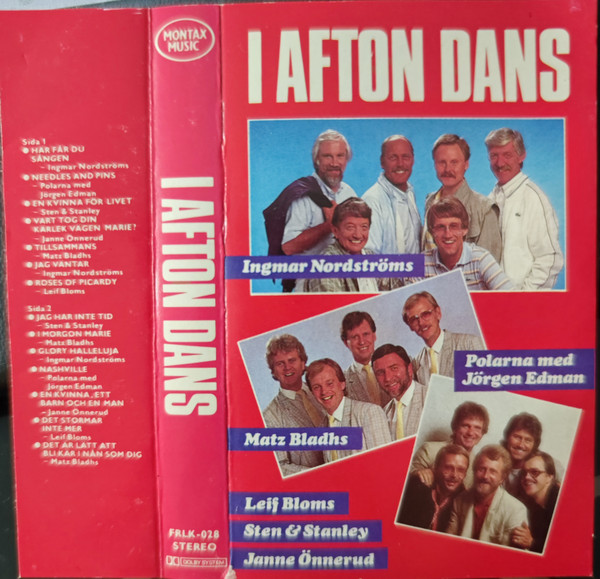 Sida 1
HÄR FÅR DU
SÅNGEN
– Ingmar Nordströms
NEEDLES AND PINS
– Polarna med
Jörgen Edman
EN KVINNA FÖR LIVET
– Sten & Stanley
VART TOG DIN
KÄRLEK VÄGEN MARIE?
– Janne Önnerud
TILLSAMMANS
– Matz Bladhs
JAG VÄNTAR
– Ingmar Nordströms
ROSES OF PICARDY
– Leif Bloms
Sida 2
JAG HAR INTE TID
– Sten & Stanley
I MORGON MARIE
– Matz Bladhs
GLORY HALLELUJA
– Ingmar Nordströms
NASHVILLE
– Polarna med
Jörgen Edman
EN KVINNA, ETT
BARN OCH EN MAN
– Janne Önnerud
DET STORMAR
INTE MER
– Leif Bloms
DET ÄR LÄTT ATT
BLI KÄR I NÅN SOM DIG
– Matz Bladhs
MONTAX
MUSIC
I AFTON DANS
FRLK-028
STEREO
DOLBY SYSTEM
I AFTON DANS
Ingmar Nordströms
Polarna med
Jörgen Edman
Matz Bladhs
Leif Bloms
Sten & Stanley
Janne Önnerud